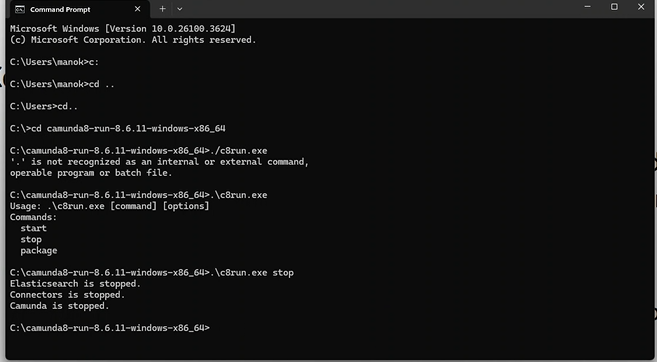 Command Prompt
Microsoft Windows [Version 10.0.26100.3624]
(c) Microsoft Corporation. All rights reserved.
C:\Users\manok>c:
C:\Users\manok>cd ..
C:\Users>cd..
C:\>cd camunda8-run-8.6.11-windows-x86_64
C:\camunda8-run-8.6.11-windows-x86_64>./c8run.exe
'.' is not recognized as an internal or external command,
operable program or batch file.
C:\camunda8-run-8.6.11-windows-x86_64>.\c8run.exe
Usage: .\c8run.exe [command] [options]
Commands:
start
stop
package
C:\camunda8-run-8.6.11-windows-x86_64>.\c8run.exe stop
Elasticsearch is stopped.
Connectors is stopped.
Camunda is stopped.
C:\camunda8-run-8.6.11-windows-x86_64>